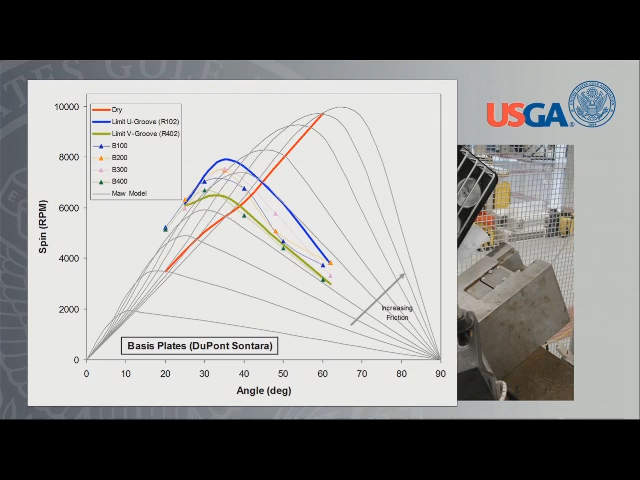 USGA
Dry
Limit U-Groove (R102)
Limit V-Groove (R402)
B100
B200
B300
B400
Maw Model
10000
8000
6000
4000
2000
0
Spin (RPM)
Increasing
Friction
Basis Plates (DuPont Sontara)
0 10 20 30 40 50 60 70 80 90
Angle (deg)